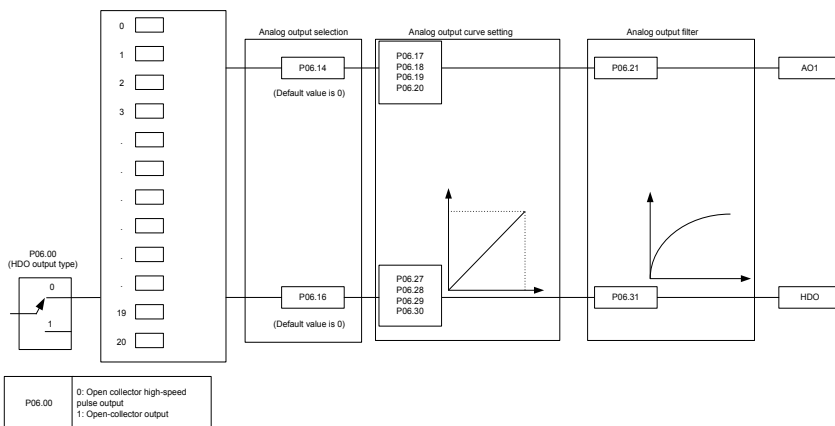 Analog output selection
Analog output curve setting
Analog output filter
0
1
2
3
.
.
.
.
.
.
19
20
P06.14
(Default value is 0)
P06.17
P06.18
P06.19
P06.20
P06.21
AO1
P06.00
(HDO output type)
0
1
P06.16
(Default value is 0)
P06.27
P06.28
P06.29
P06.30
P06.31
HDO
P06.00
0: Open collector high-speed
pulse output
1: Open-collector output